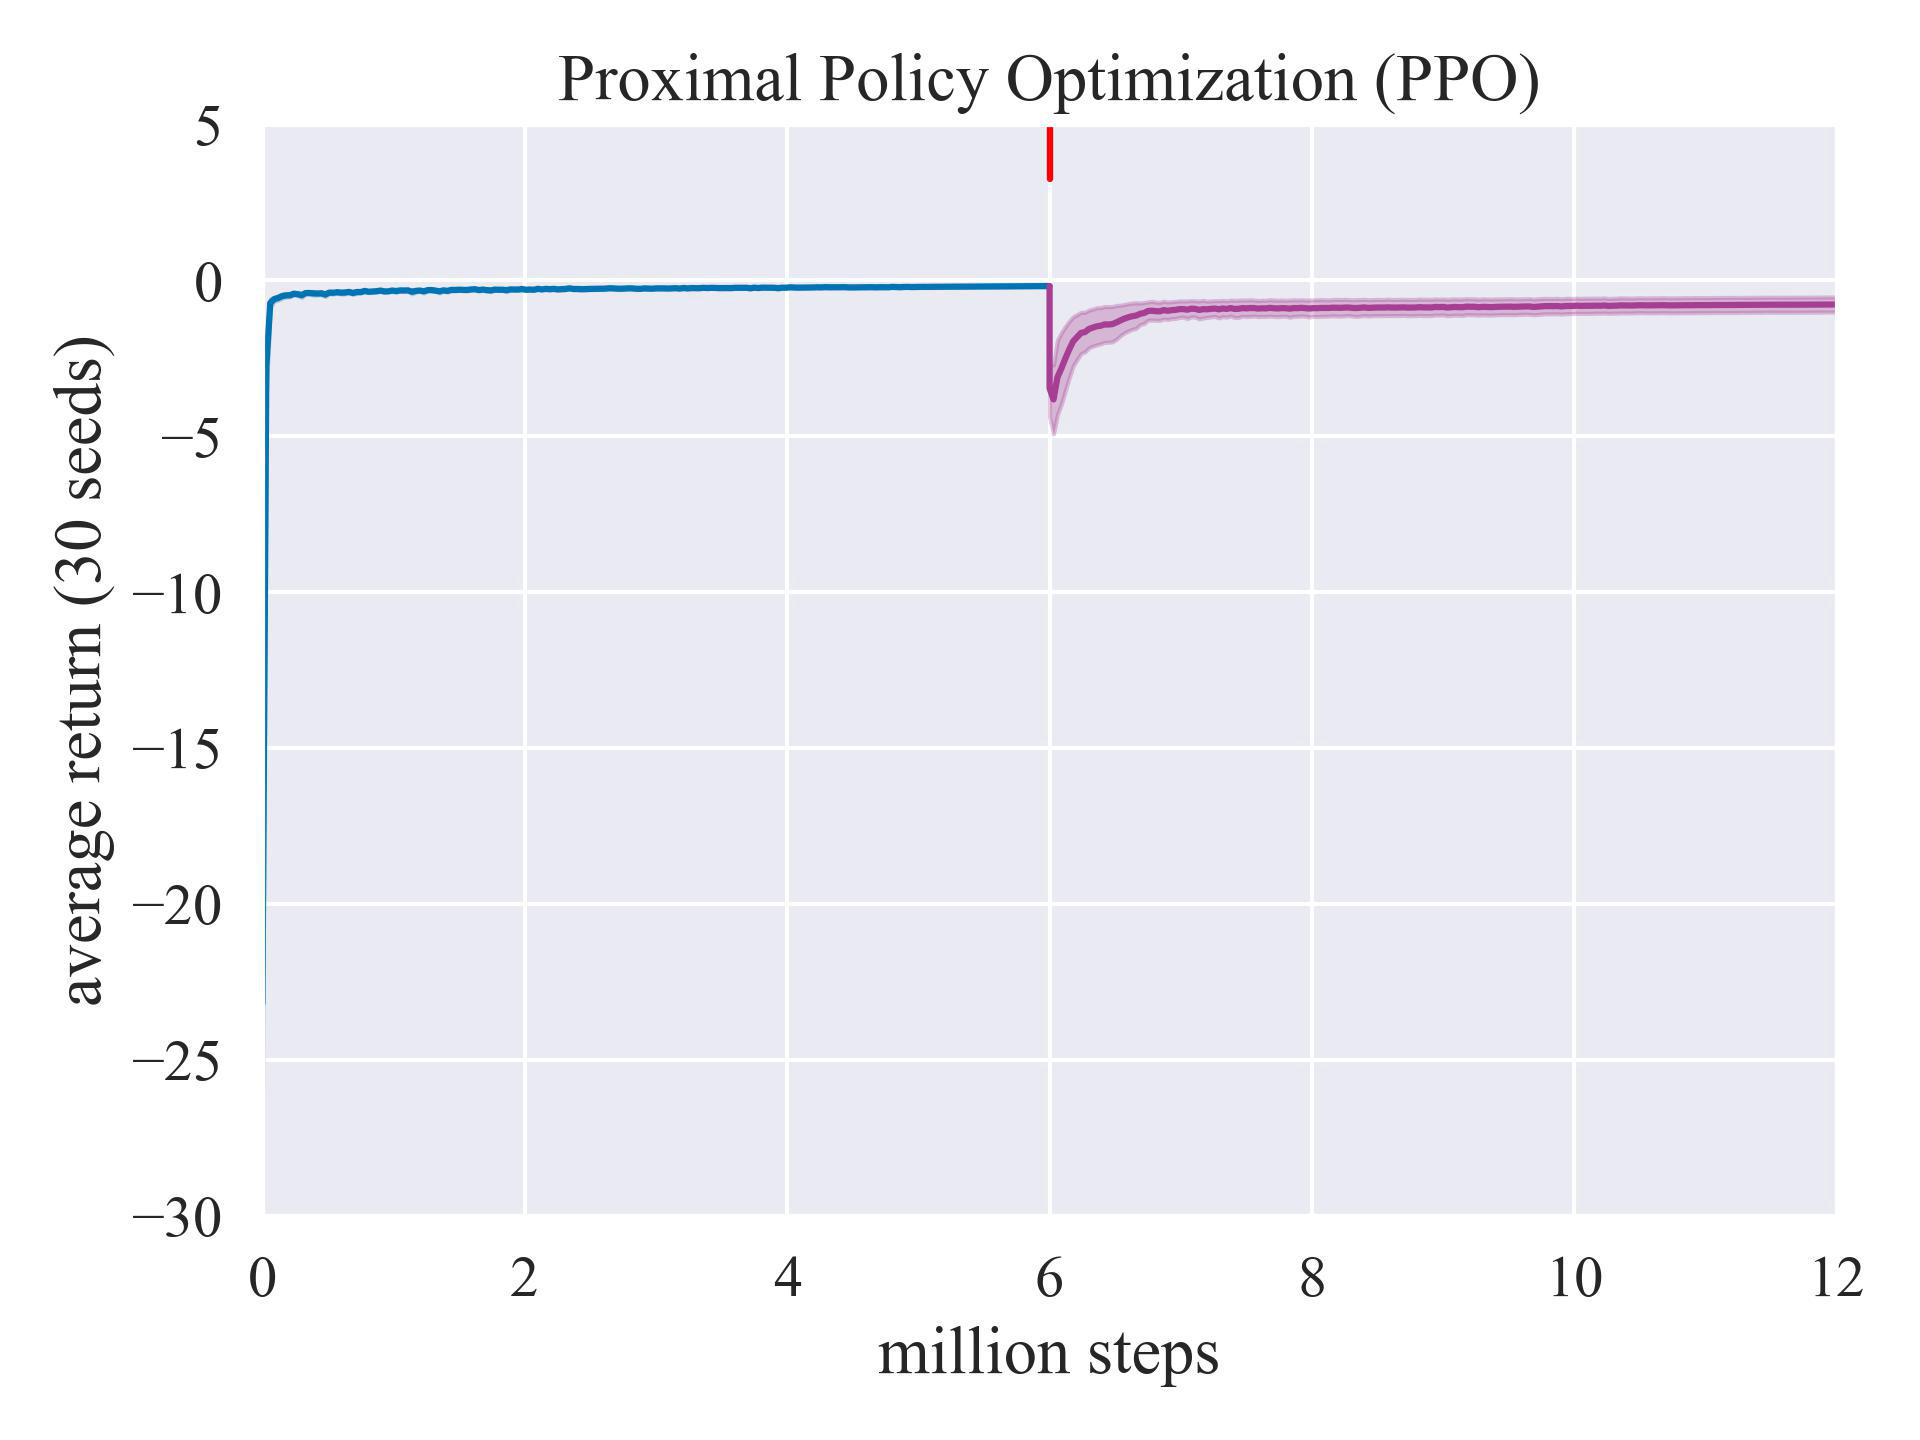 Proximal Policy Optimization (PPO)
5
0
−5
−10
−15
−20
−25
−30
average return (30 seeds)
0 2 4 6 8 10 12
million steps